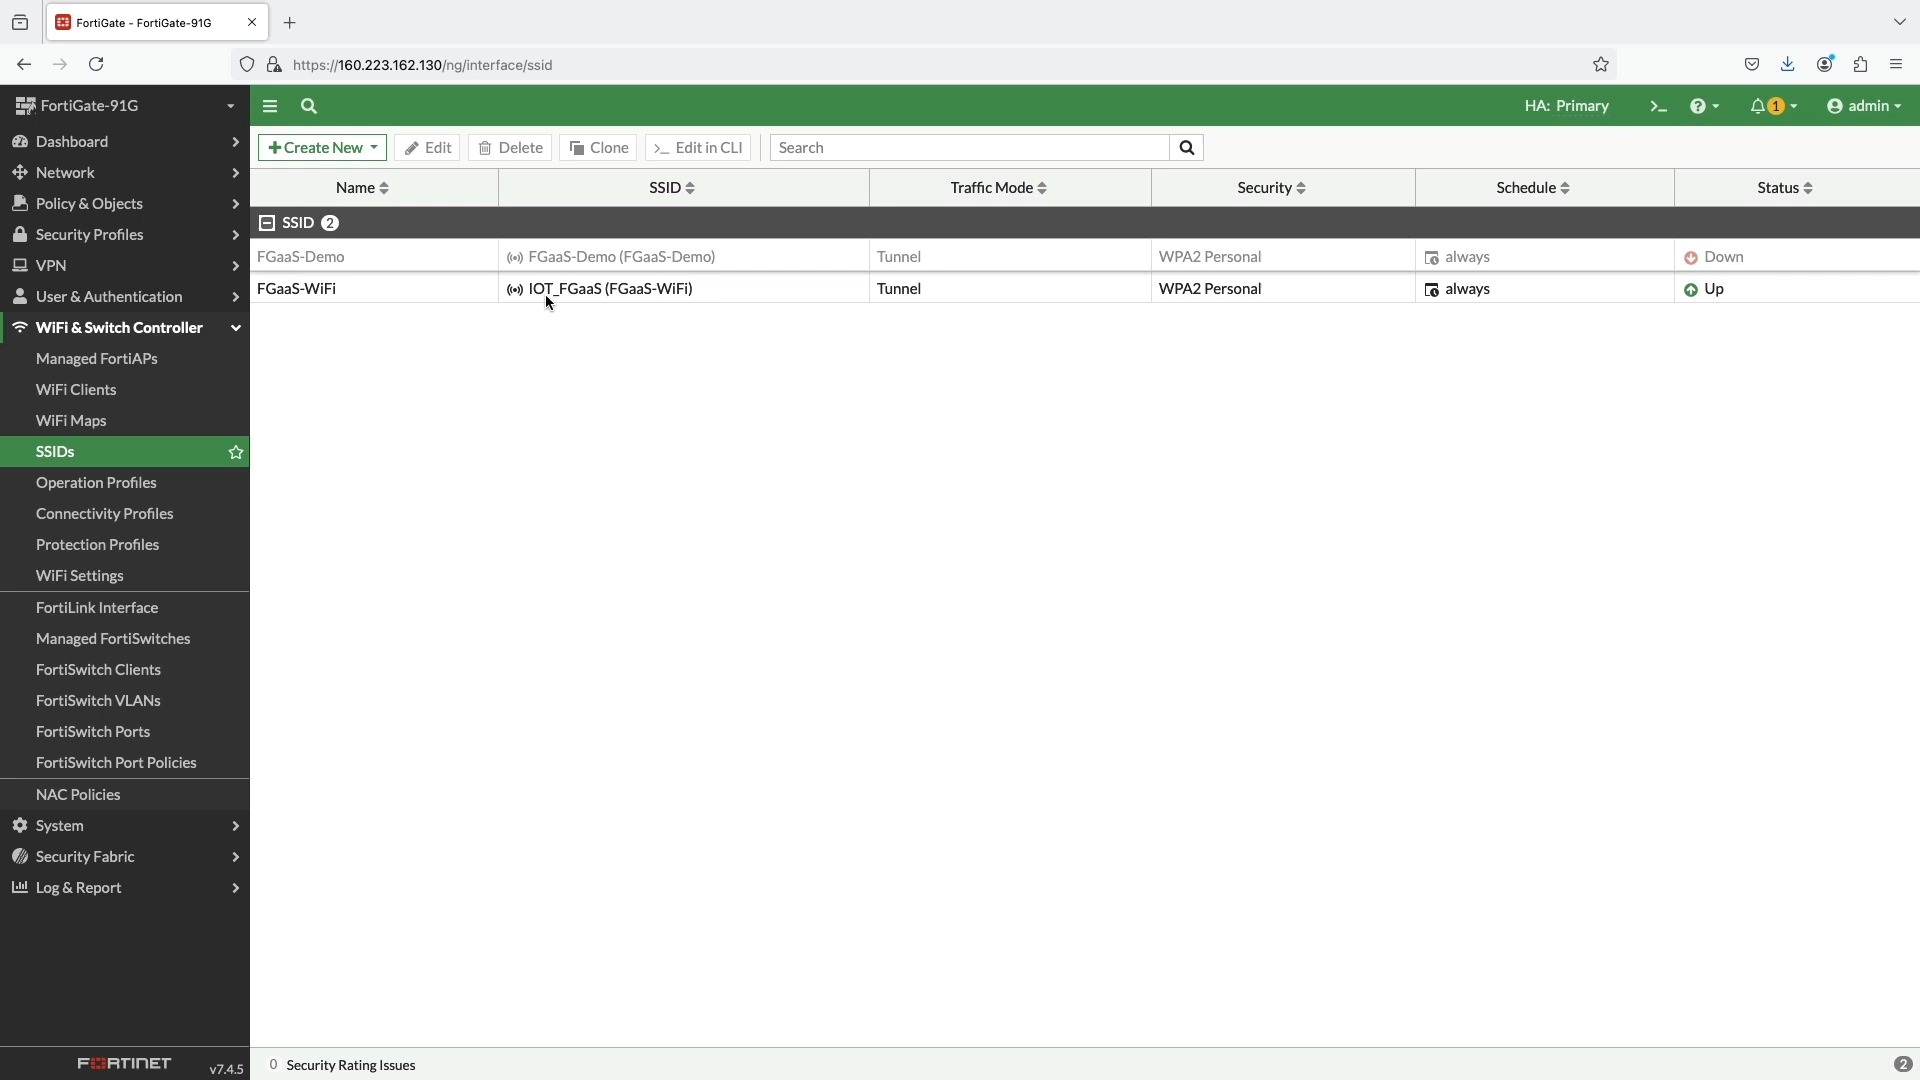 FortiGate - FortiGate-91G
https://160.223.162.130/ng/interface/ssid
FortiGate-91G
HA: Primary
>_
1
admin
Dashboard
Network
Policy & Objects
Security Profiles
VPN
User & Authentication
WiFi & Switch Controller
Managed FortiAPs
WiFi Clients
WiFi Maps
SSIDs
Operation Profiles
Connectivity Profiles
Protection Profiles
WiFi Settings
FortiLink Interface
Managed FortiSwitches
FortiSwitch Clients
FortiSwitch VLANs
FortiSwitch Ports
FortiSwitch Port Policies
NAC Policies
System
Security Fabric
Log & Report
FORTINET
v7.4.5
+Create New Edit Delete Clone >_ Edit in CLI Search
Name SSID Traffic Mode Security Schedule Status
SSID 2
FGaaS-Demo FGaaS-Demo (FGaaS-Demo) Tunnel WPA2 Personal always Down
FGaaS-WiFi IOT_FGaaS (FGaaS-WiFi) Tunnel WPA2 Personal always Up
0 Security Rating Issues
2